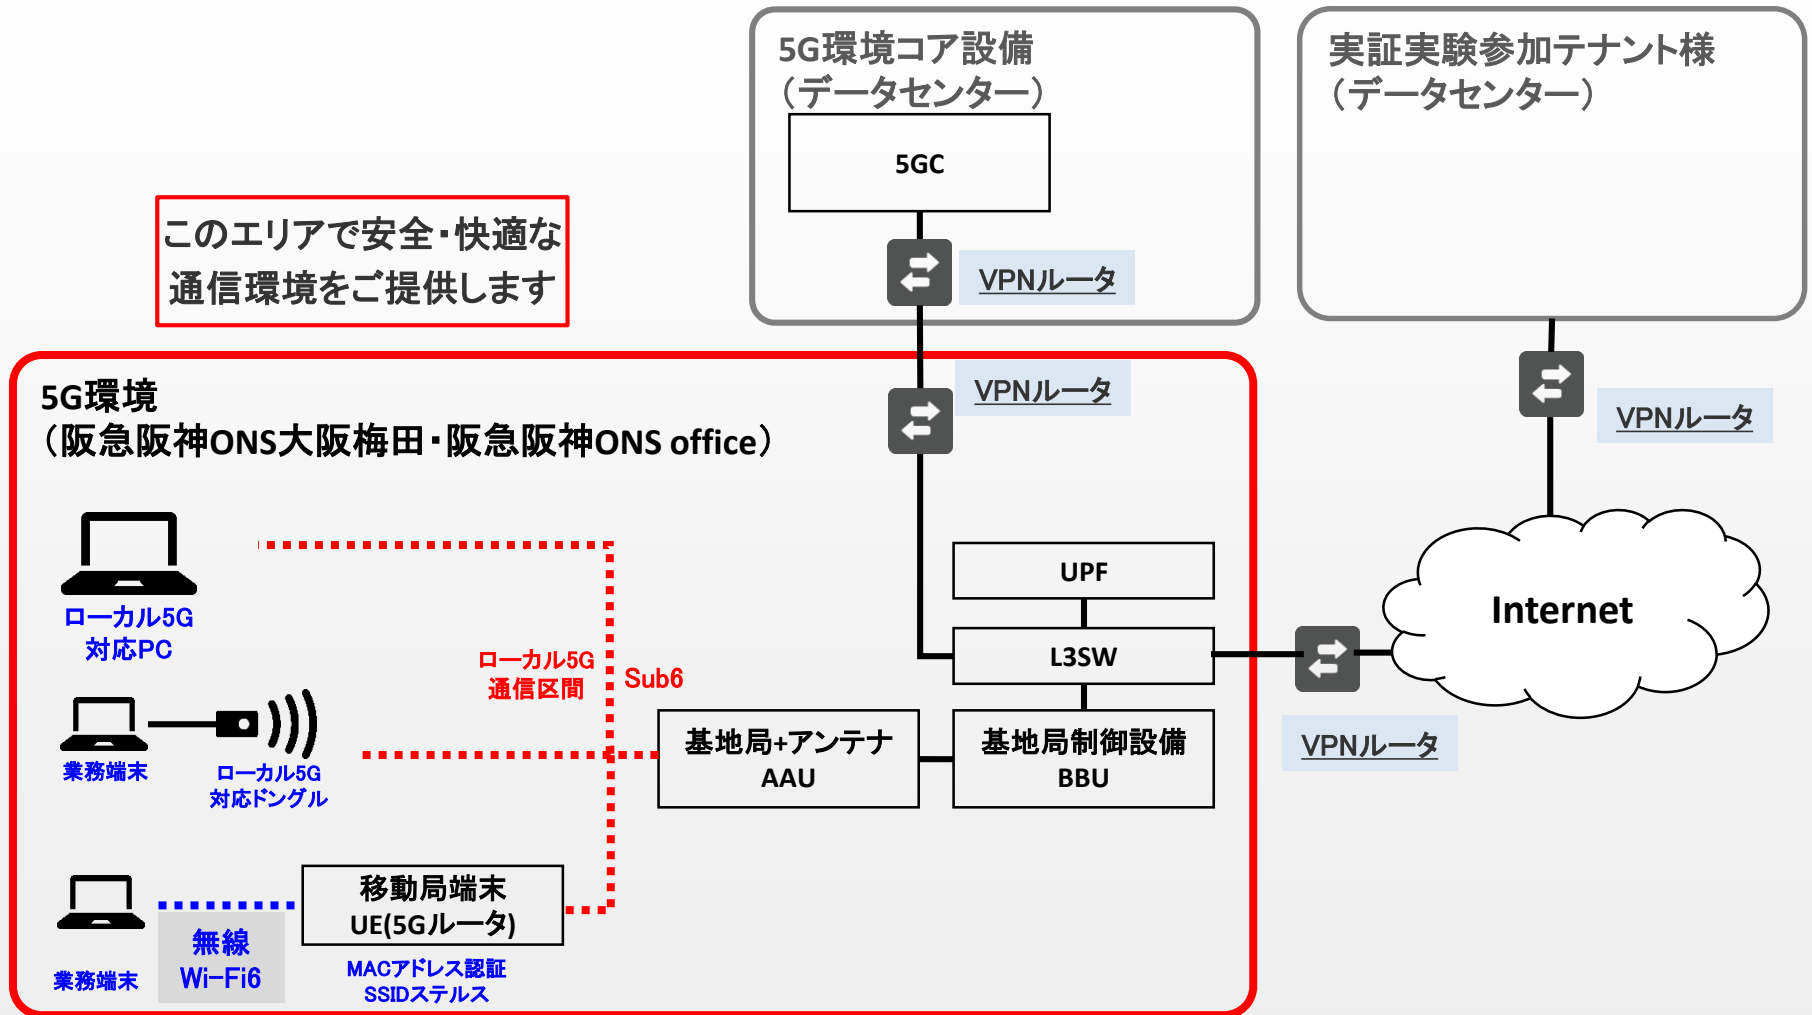 5G環境コア設備
（データセンター）
5GC
VPNルータ
実証実験参加テナント様
（データセンター）
VPNルータ
このエリアで安全・快適な
通信環境をご提供します
VPNルータ
5G環境
（阪急阪神ONS大阪梅田・阪急阪神ONS office）
ローカル5G
対応PC
業務端末
ローカル5G
対応ドングル
ローカル5G
通信区間
Sub6
UPF
L3SW
基地局+アンテナ
AAU
基地局制御設備
BBU
Internet
VPNルータ
業務端末
無線
Wi-Fi6
移動局端末
UE(5Gルータ)
MACアドレス認証
SSIDステルス